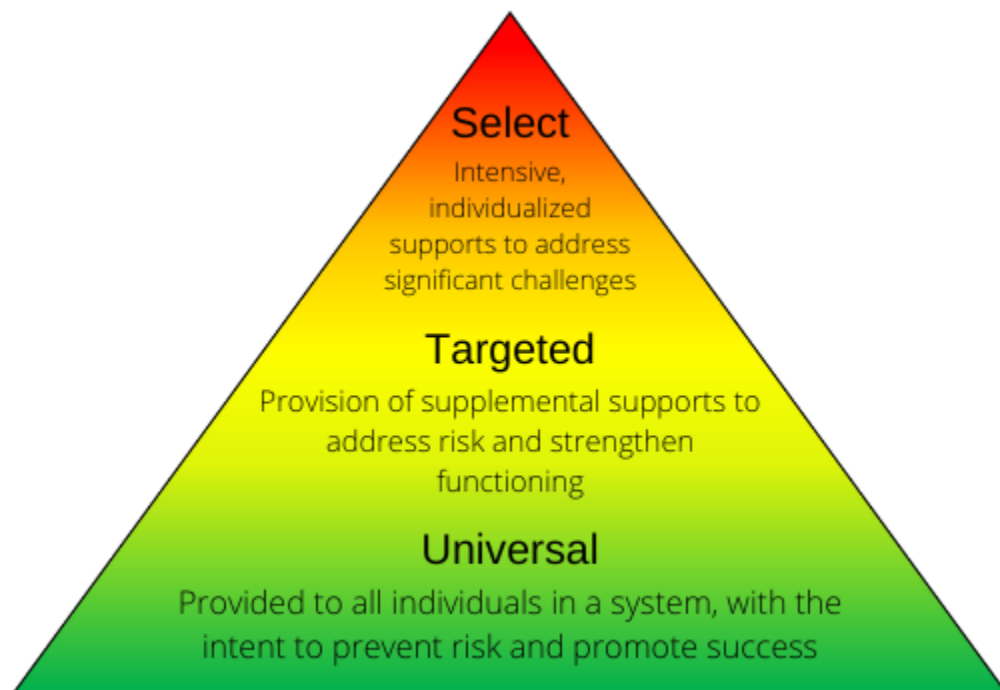 Select
Intensive,
individualized
supports to address
significant challenges
Targeted
Provision of supplemental supports to
address risk and strengthen
functioning
Universal
Provided to all individuals in a system, with the
intent to prevent risk and promote success